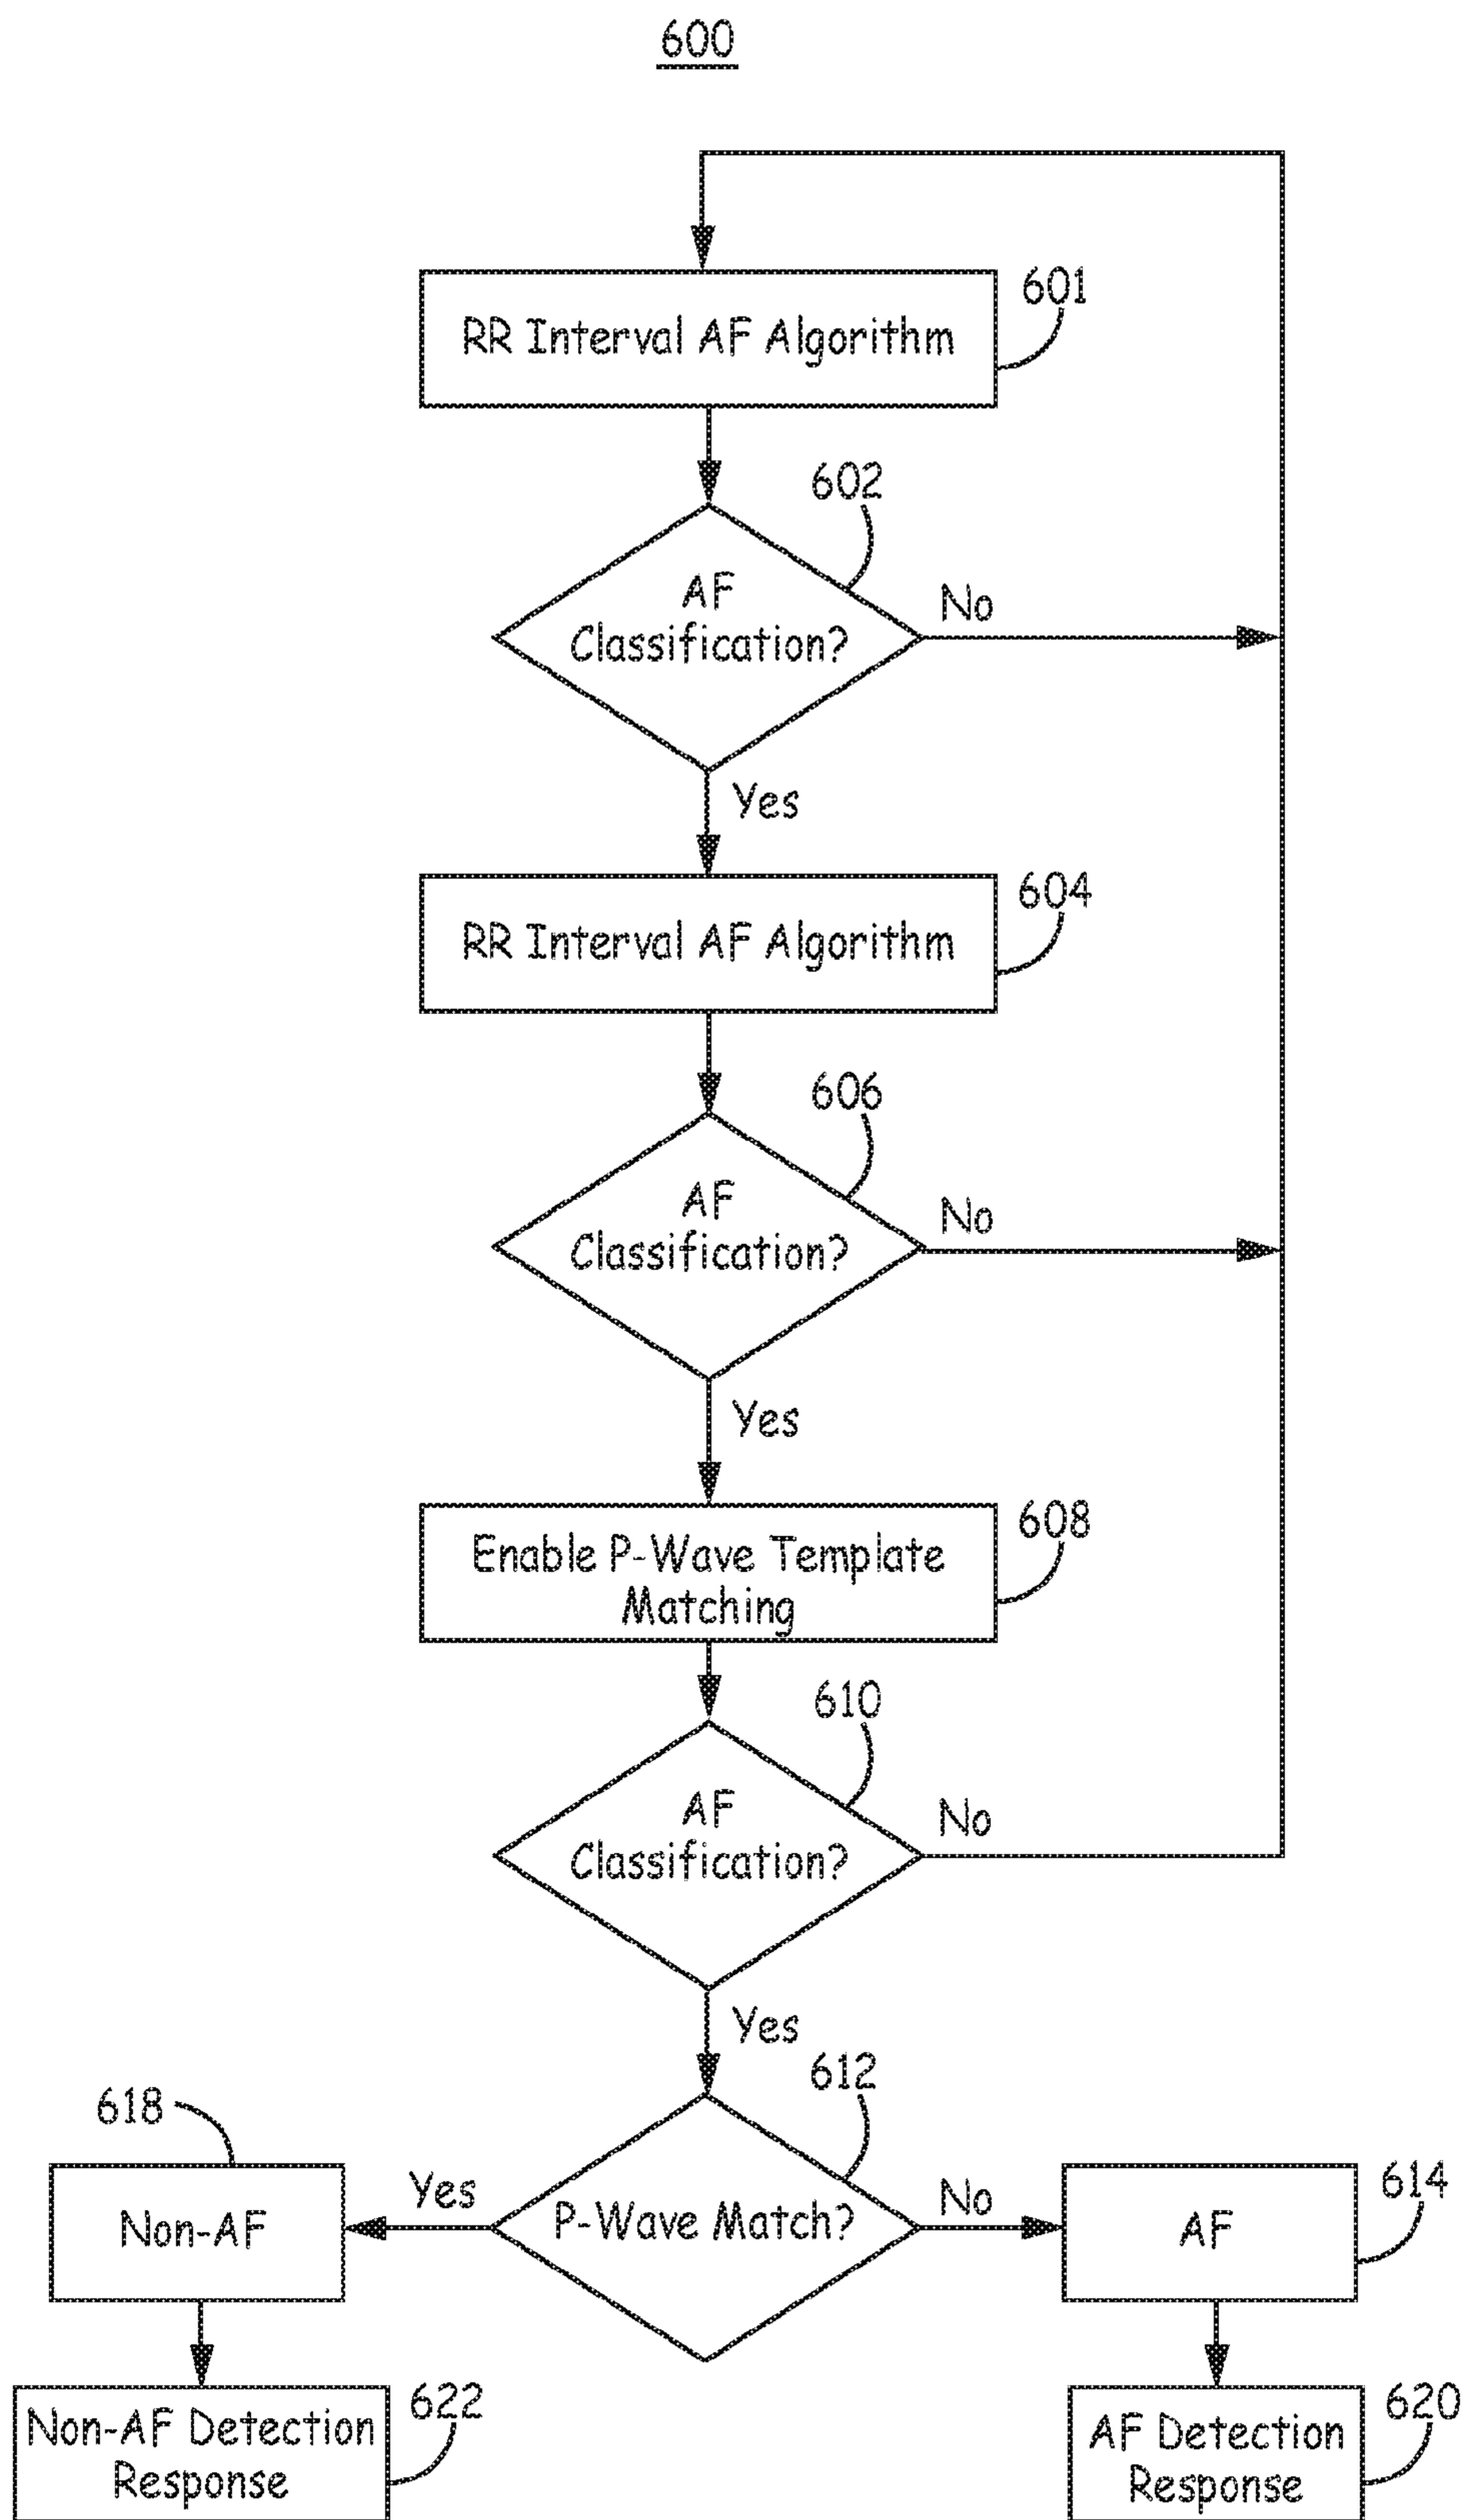 600
RR Interval AF Algorithm
601
602
AF
Classification?
No
Yes
RR Interval AF Algorithm
604
606
AF
Classification?
No
Yes
Enable P-Wave Template
Matching
608
610
AF
Classification?
No
Yes
612
618
Non-AF
Yes
P-Wave Match?
No
AF
614
Non-AF Detection
Response
622
AF Detection
Response
620